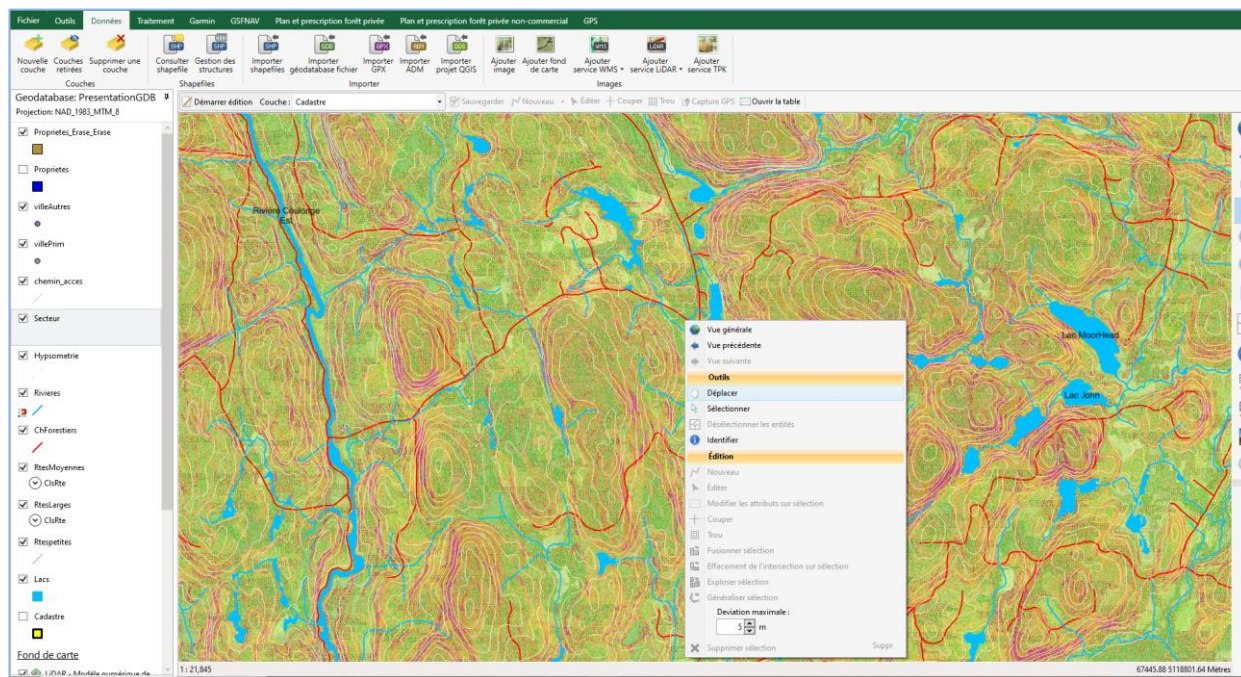 Fichier Outils Données Traitement Garmin GSFNAV Plan et prescription forêt privée Plan et prescription forêt privée non-commercial GPS
Nouvelle couche
Couches retirées
Supprimer une couche
Consulter shapefile
Gestion des structures
Importer shapefiles
Importer géodatabase fichier
Importer GPX
Importer ADM
Importer projet QGIS
Ajouter image
Ajouter fond de carte
Ajouter service WMS
Ajouter service LiDAR
Ajouter service TPK
Couches Shapefiles Importer Images
Geodatabase: PresentationGDB
Projection: NAD_1983_MTM_8
Démarrer édition Couche : Cadastre Sauvegarder Nouveau Éditer Couper Trou Capture GPS Ouvrir la table
Proprietes_Erase_Erase
Proprietes
villeAutres
villePrim
chemin_acces
Secteur
Hypsometrie
Rivieres
ChForestiers
RtesMoyennes
ClsRte
RtesLarges
ClsRte
Rtespetites
Lacs
Cadastre
Fond de carte
LiDAR - Modèle numérique de
Rivière Coulonge
Est
Lac MoorHead
Lac John
Vue générale
Vue précédente
Vue suivante
Outils
Déplacer
Sélectionner
Désélectionner les entités
Identifier
Édition
Nouveau
Éditer
Modifier les attributs sur sélection
Couper
Trou
Fusionner sélection
Effacement de l'intersection sur sélection
Exploser sélection
Généraliser sélection
Deviation maximale :
5 m
Supprimer sélection Suppr
1 : 21,845
67445.88 5118801.64 Mètres